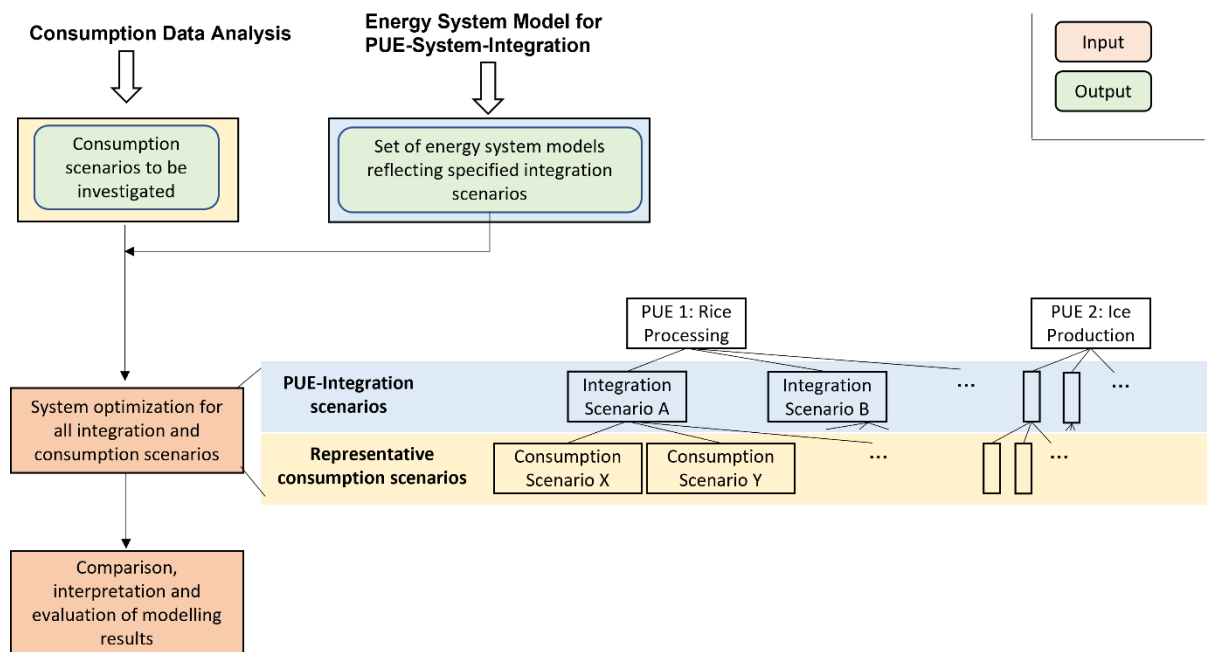 Consumption Data Analysis
Energy System Model for
PUE-System-Integration
Input
Output
Consumption
scenarios to be
investigated
Set of energy system models
reflecting specified integration
scenarios
PUE 1: Rice
Processing
PUE 2: Ice
Production
PUE-Integration
scenarios
Integration
Scenario A
Integration
Scenario B
...
...
System optimization for
all integration and
consumption scenarios
Representative
consumption scenarios
Consumption
Scenario X
Consumption
Scenario Y
...
...
Comparison,
interpretation and
evaluation of modelling
results